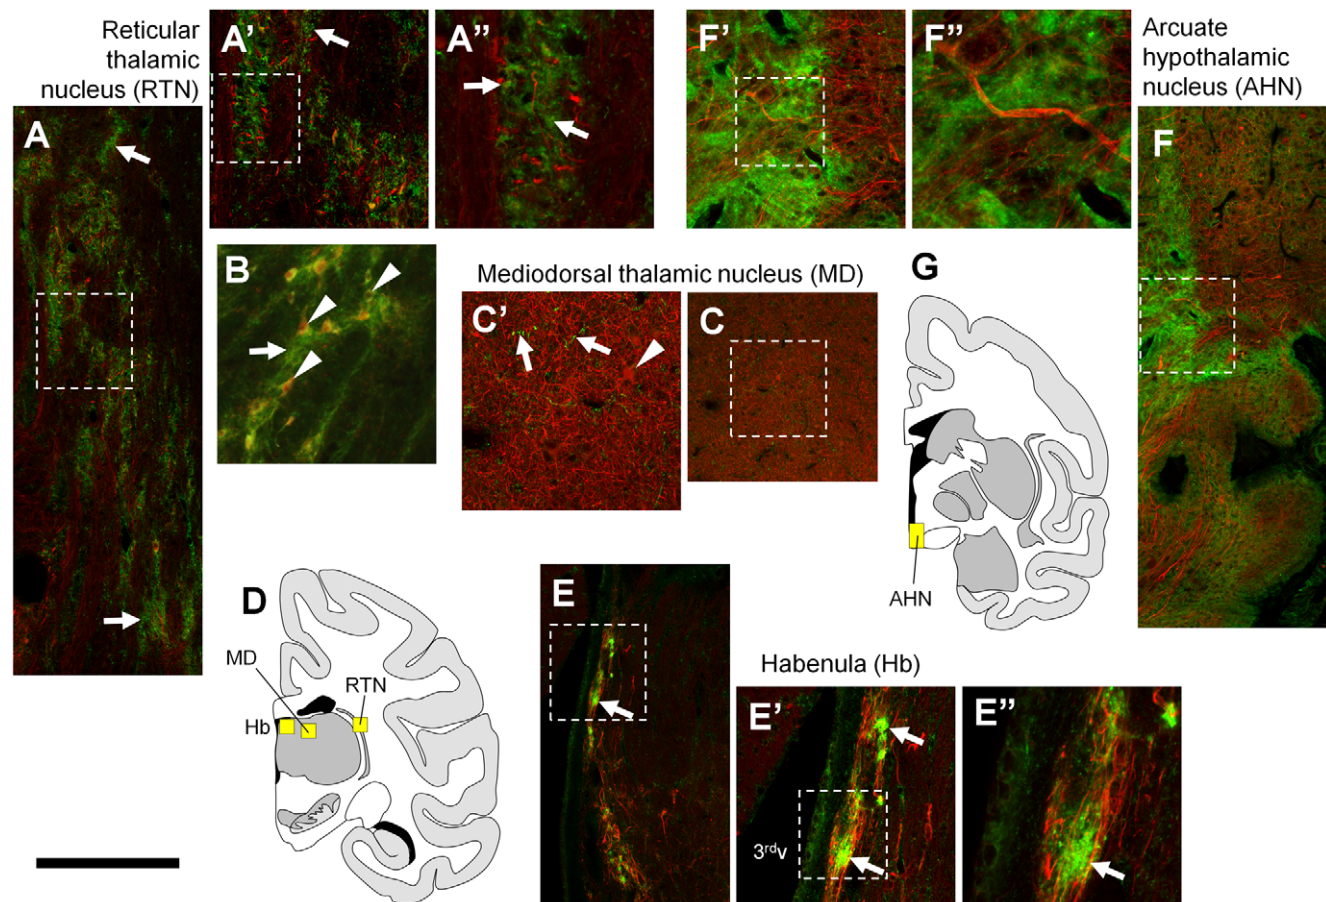 Reticular
thalamic
nucleus (RTN)
A
A’
A”
F’
F”
Arcuate
hypothalamic
nucleus (AHN)
F
B
Mediodorsal thalamic nucleus (MD)
C’
C
G
AHN
D
MD
RTN
Hb
E
Habenula (Hb)
E’
3rdv
E”